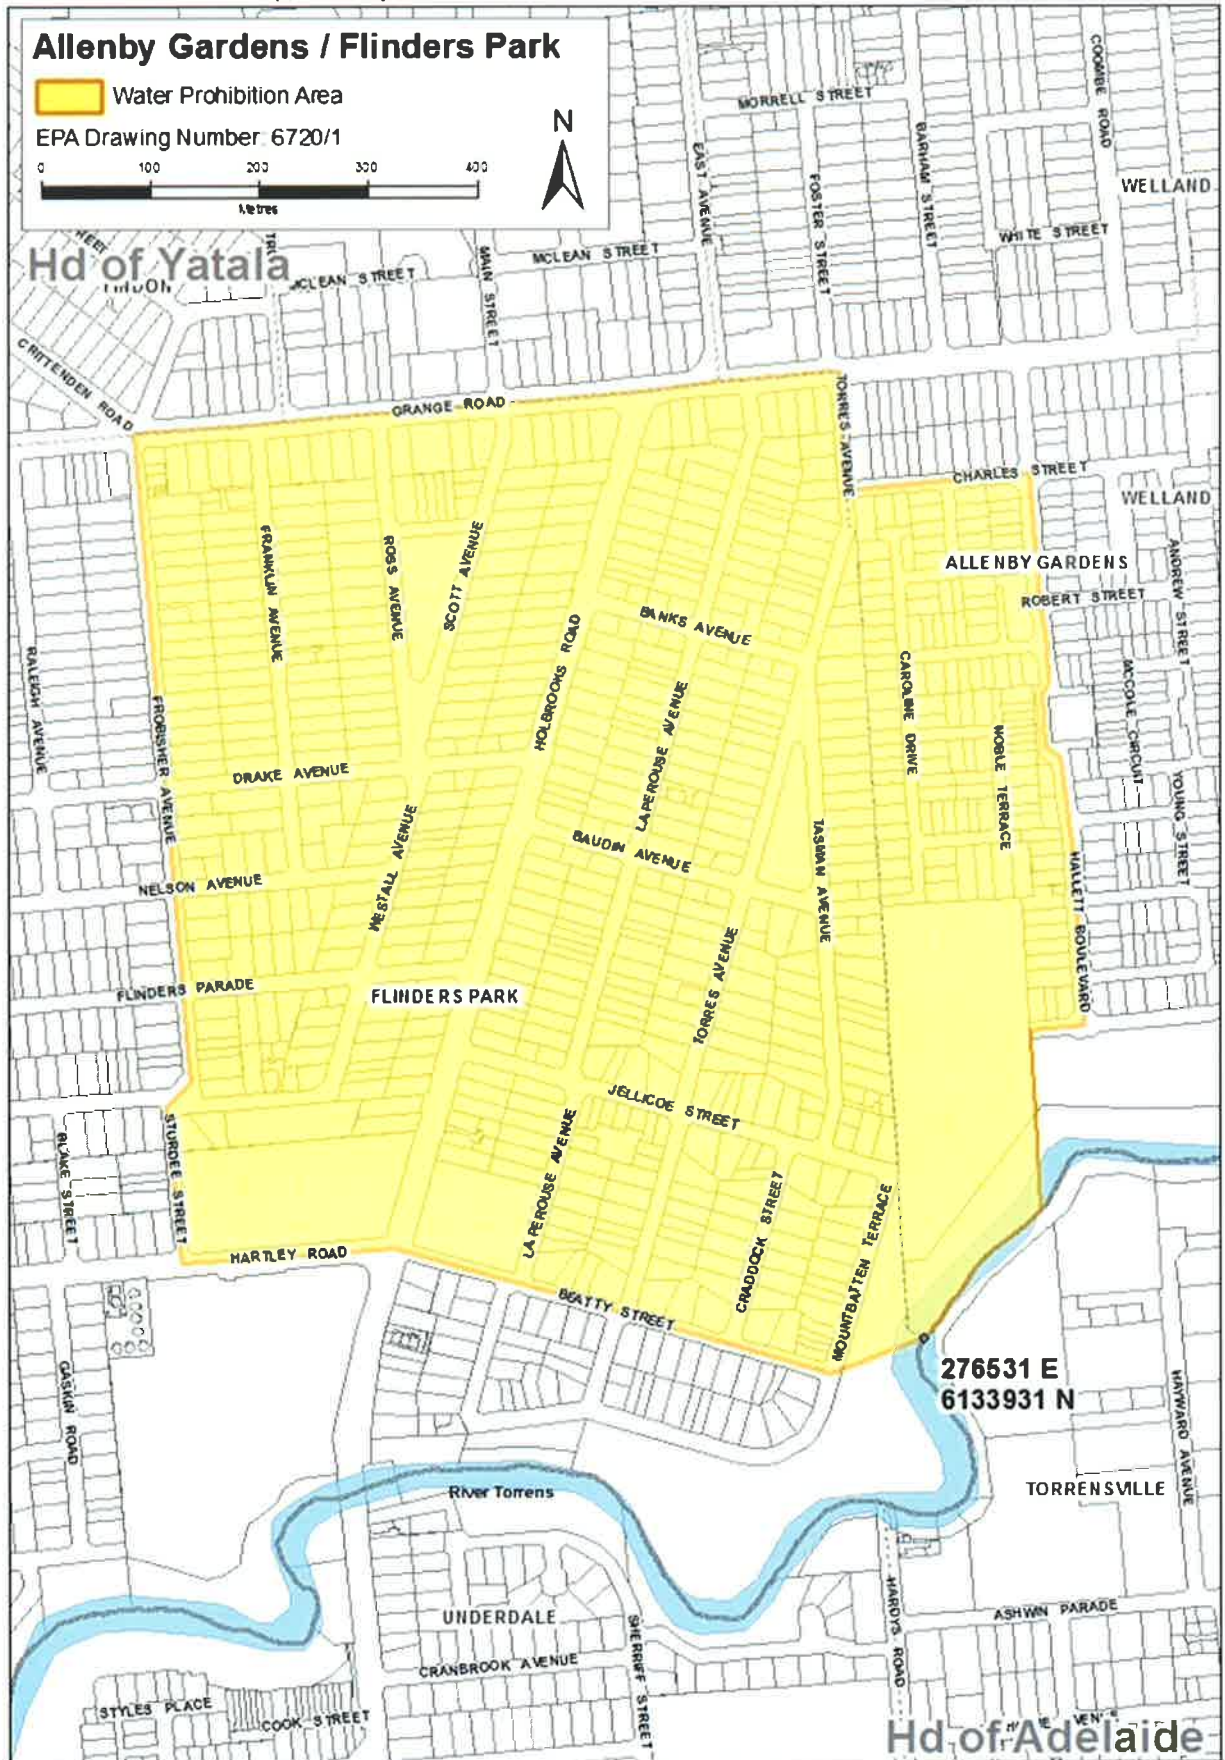 Allenby Gardens / Flinders Park
Water Prohibition Area
EPA Drawing Number: 6720/1
N
0 100 200 300 400
Metres
COOMBE ROAD
MORRELL STREET
BARHAM STREET
EAST AVENUE
FOSTER STREET
WELLAND
WHITE STREET
Hd of Yatala
MCLEAN STREET
MAIN STREET
MCLEAN STREET
CRITTENDEN ROAD
GRANGE ROAD
TORRES AVENUE
CHARLES STREET
WELLAND
ALLENBY GARDENS
ROBERT STREET
ANDREW STREET
FRANKLIN AVENUE
ROSS AVENUE
SCOTT AVENUE
BANKS AVENUE
HOLBROOKS ROAD
RALEIGH AVENUE
FROBISHER AVENUE
LAPEROUSE AVENUE
CAROLINE DRIVE
NOBLE TERRACE
MCCOLE CIRCUIT
YOUNG STREET
DRAKE AVENUE
WESTALL AVENUE
BAUDIN AVENUE
TASMAN AVENUE
HALLETT BOULEVARD
NELSON AVENUE
FLINDERS PARADE
FLINDERS PARK
TORRES AVENUE
JELLICOE STREET
STURDEE STREET
BLAKE STREET
LAPEROUSE AVENUE
CRADDOCK STREET
MOUNTBATTEN TERRACE
HARTLEY ROAD
BEATTY STREET
276531 E
6133931 N
GASKIN ROAD
HAYWARD AVENUE
River Torrens
TORRENSVILLE
HARDYS ROAD
ASHWIN PARADE
UNDERDALE
SHERRIFF STREET
CRANBROOK AVENUE
STYLES PLACE
COOK STREET
Hd of Adelaide